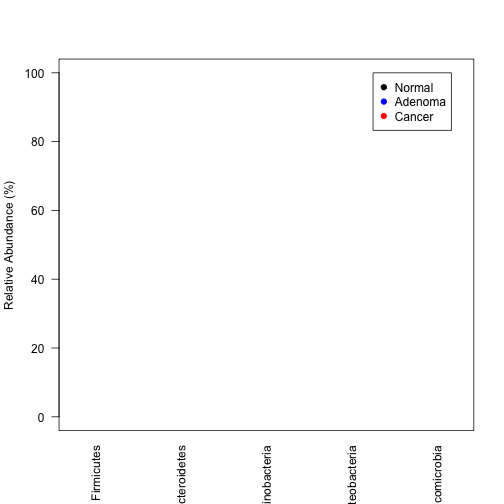 100
80
60
40
20
0
Relative Abundance (%)
Normal
Adenoma
Cancer
Firmicutes
cteroidetes
inobacteria
teobacteria
comicrobia